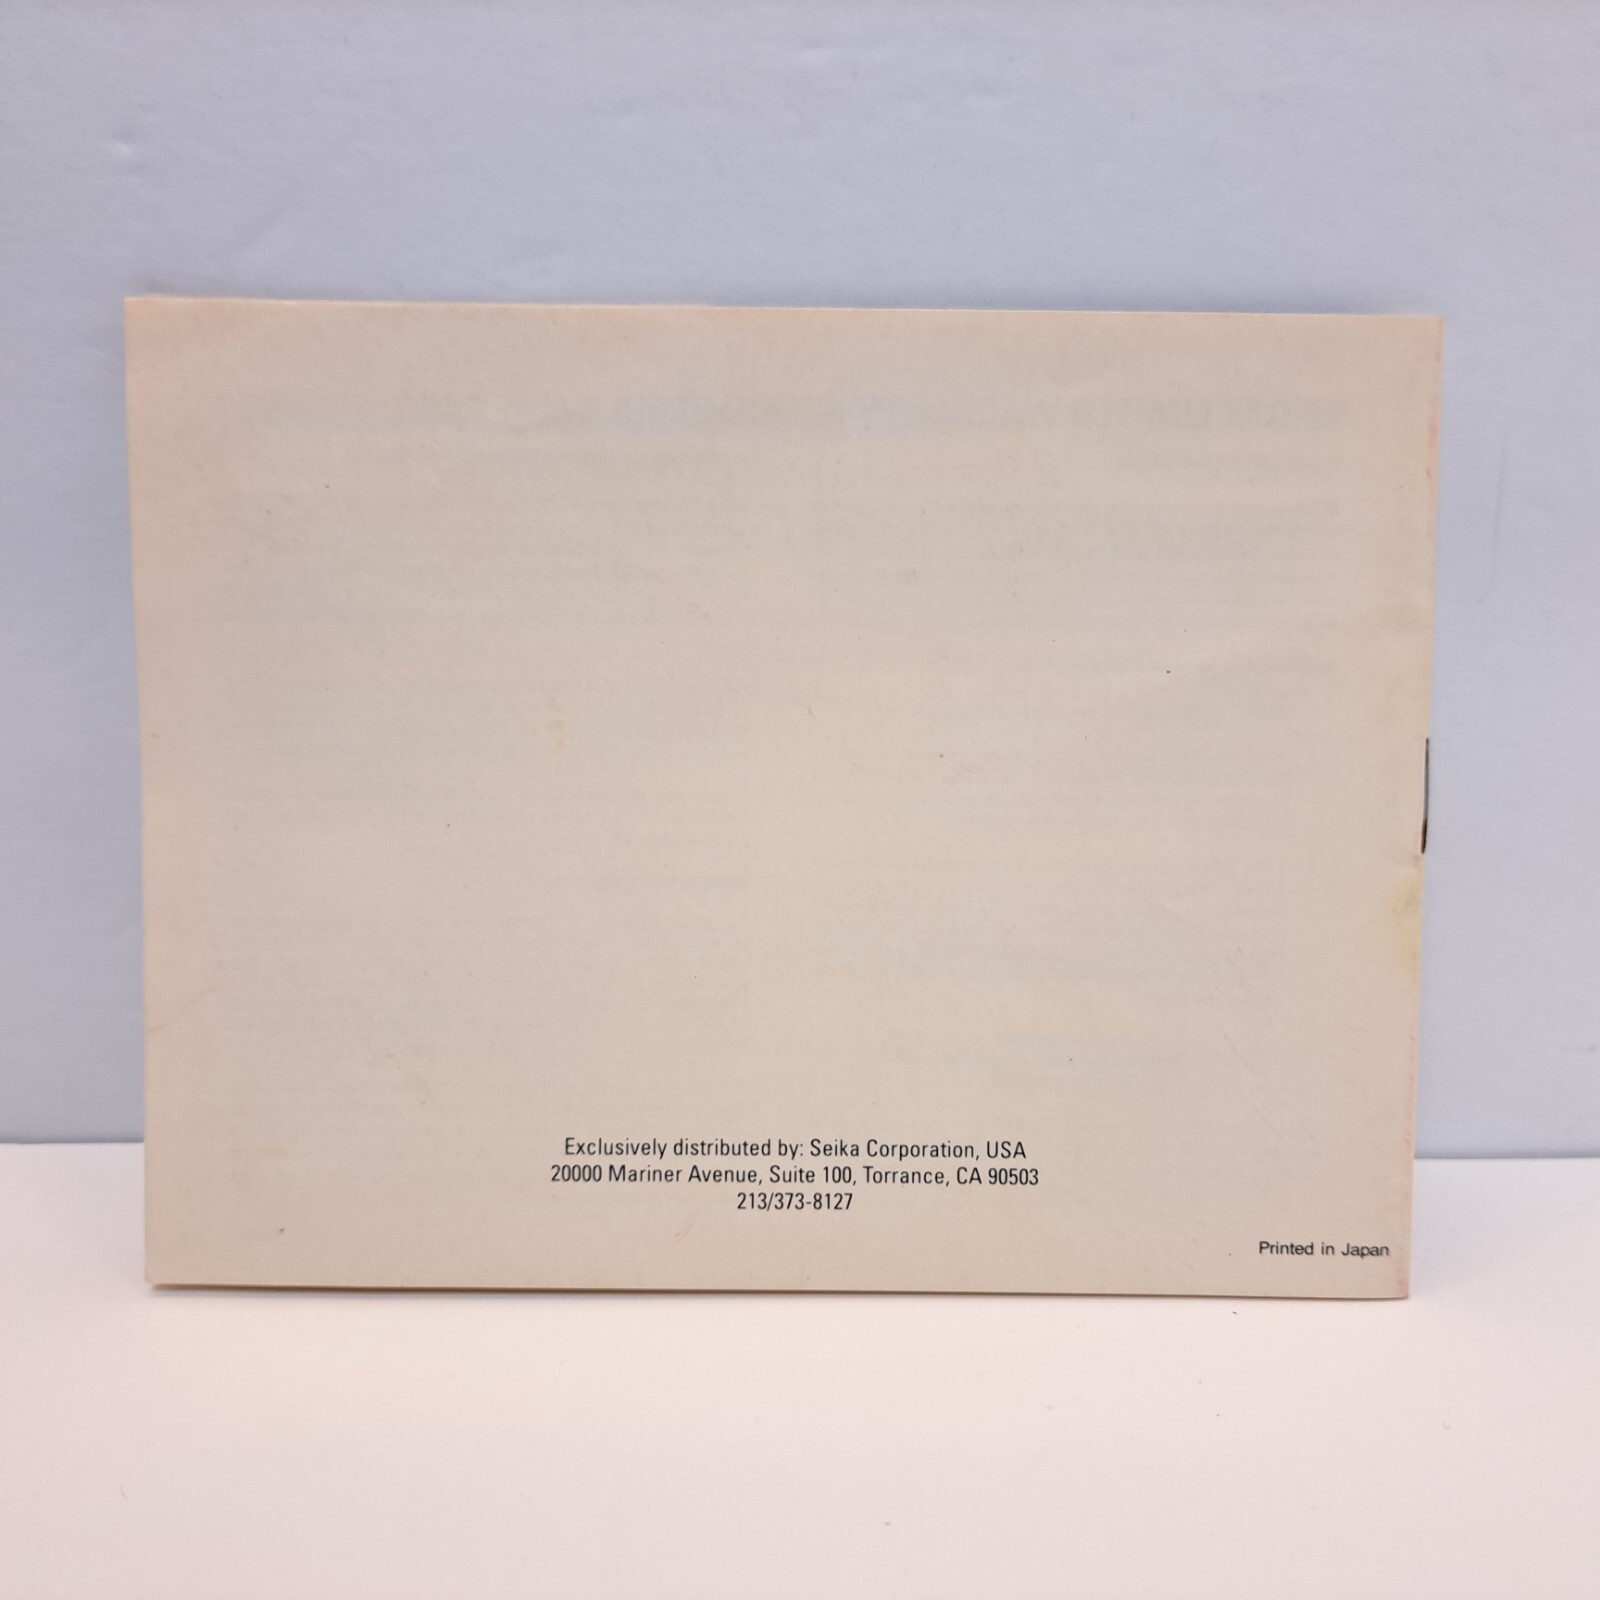 Exclusively distributed by: Seika Corporation, USA
20000 Mariner Avenue, Suite 100, Torrance, CA 90503
213/373-8127
Printed in Japan